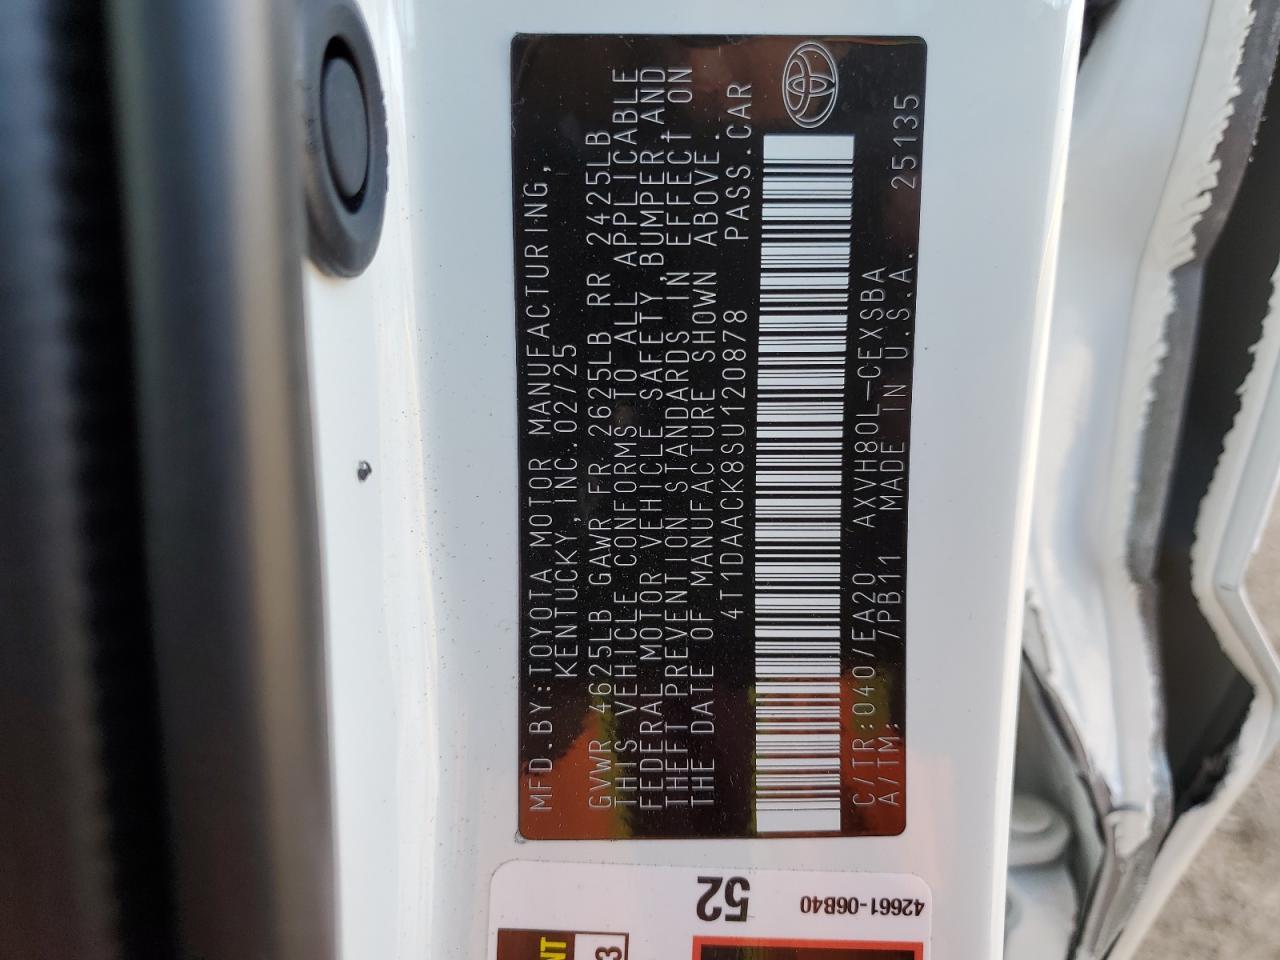 MFD.BY:TOYOTA MOTOR MANUFACTURING,
KENTUCKY,INC.02/25
GVWR 4625LB GAWR FR 2625LB RR 2425LB
THIS VEHICLE CONFORMS TO ALL APPLICABLE
FEDERAL MOTOR VEHICLE SAFETY,BUMPER,AND
THEFT PREVENTION STANDARDS IN EFFECT ON
THE DATE OF MANUFACTURE SHOWN ABOVE.
4T1DAACK8SU120878 PASS.CAR
C/TR:040/EA20 AXVH80L-CEXSBA 25135
A/TM: /PB11 MADE IN U.S.A.
52
42661-06B40
NT
3